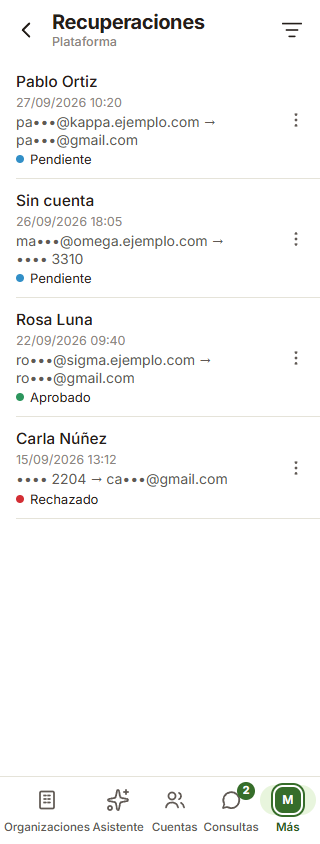 Recuperaciones
Plataforma
Pablo Ortiz
27/09/2026 10:20
pa•••@kappa.ejemplo.com →
pa•••@gmail.com
Pendiente
Sin cuenta
26/09/2026 18:05
ma•••@omega.ejemplo.com →
•••• 3310
Pendiente
Rosa Luna
22/09/2026 09:40
ro•••@sigma.ejemplo.com →
ro•••@gmail.com
Aprobado
Carla Núñez
15/09/2026 13:12
•••• 2204 → ca•••@gmail.com
Rechazado
2
M
Organizaciones Asistente Cuentas Consultas Más